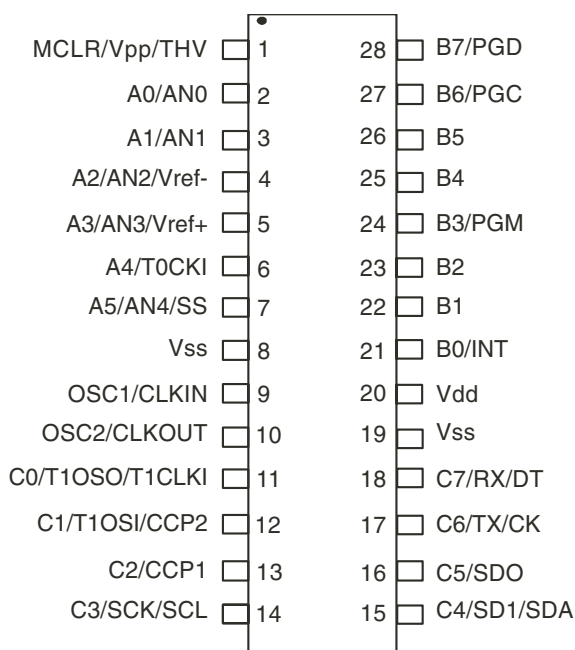 MCLR/Vpp/THV 1 28 B7/PGD
A0/AN0 2 27 B6/PGC
A1/AN1 3 26 B5
A2/AN2/Vref- 4 25 B4
A3/AN3/Vref+ 5 24 B3/PGM
A4/T0CKI 6 23 B2
A5/AN4/SS 7 22 B1
Vss 8 21 B0/INT
OSC1/CLKIN 9 20 Vdd
OSC2/CLKOUT 10 19 Vss
C0/T1OSO/T1CLKI 11 18 C7/RX/DT
C1/T1OSI/CCP2 12 17 C6/TX/CK
C2/CCP1 13 16 C5/SDO
C3/SCK/SCL 14 15 C4/SD1/SDA